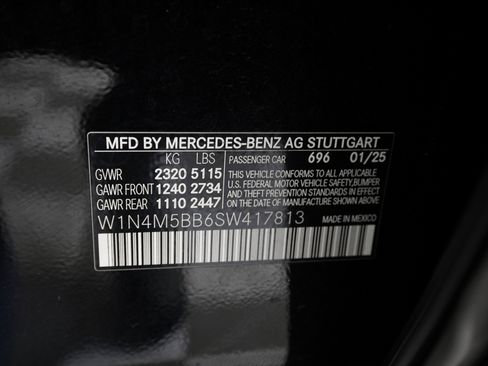 MFD BY MERCEDES-BENZ AG STUTTGART
KG LBS
GVWR 2320 5115
GAWR FRONT 1240 2734
GAWR REAR 1110 2447
PASSENGER CAR 696 01/25
THIS VEHICLE CONFORMS TO ALL APPLICABLE
U.S. FEDERAL MOTOR VEHICLE SAFETY,BUMPER
AND THEFT PREVENTION STANDARDS IN EFFECT
ON THE DATE OF MANUFACTURE SHOWN ABOVE.
W1N4M5BB6SW417813 MADE IN MEXICO